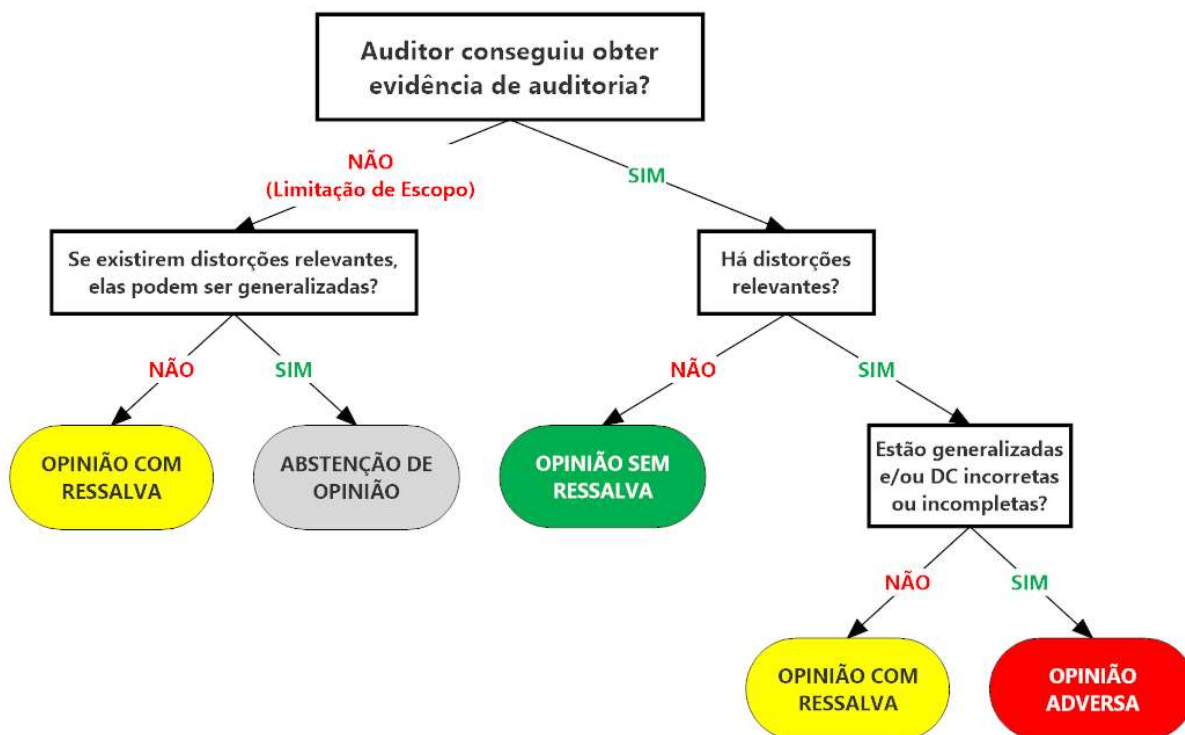 Auditor conseguiu obter
evidência de auditoria?
NÃO
(Limitação de Escopo)
SIM
Se existirem distorções relevantes,
elas podem ser generalizadas?
Há distorções
relevantes?
NÃO
SIM
NÃO
SIM
OPINIÃO COM
RESSALVA
ABSTENÇÃO DE
OPINIÃO
OPINIÃO SEM
RESSALVA
Estão generalizadas
e/ou DC incorretas
ou incompletas?
NÃO
SIM
OPINIÃO COM
RESSALVA
OPINIÃO
ADVERSA